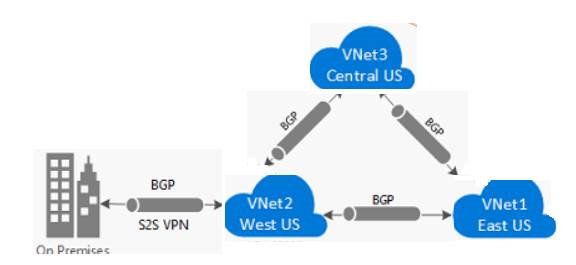 VNet3
Central US
BGP
BGP
BGP
S2S VPN
VNet2
West US
BGP
VNet1
East US
On Premises